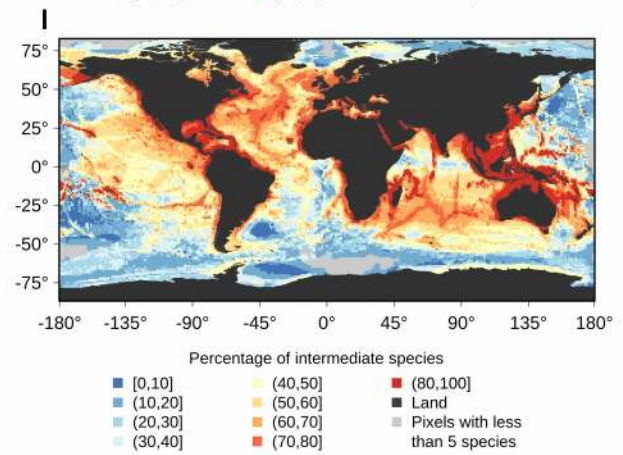 I
75°
50°
25°
0°
-25°
-50°
-75°
-180° -135° -90° -45° 0° 45° 90° 135° 180°
Percentage of intermediate species
[0,10] (40,50] (80,100]
(10,20] (50,60] Land
(20,30] (60,70] Pixels with less
(30,40] (70,80] than 5 species